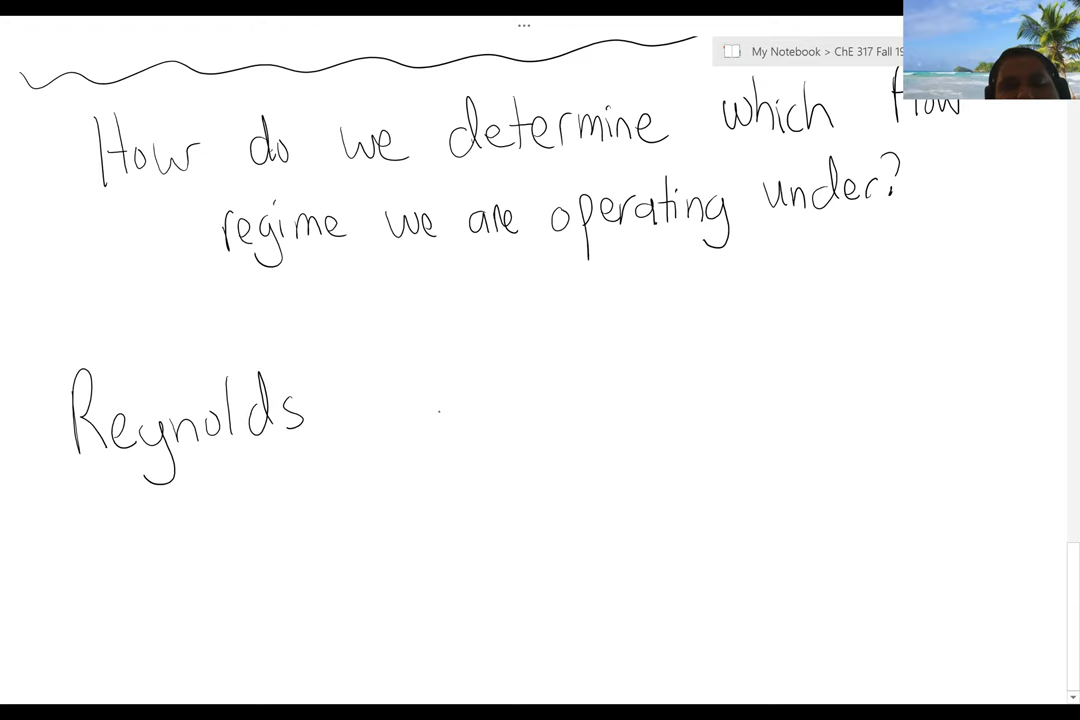 My Notebook > ChE 317 Fall 19
How do we determine which flow
regime we are operating under?
Reynolds